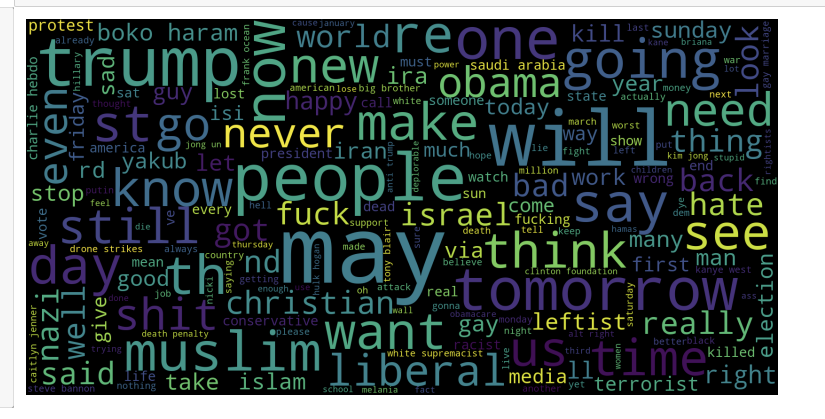 protest
boko haram
cause
january
already
hillary
trump
sad
now
frank ocean
world
re
one
kill
last
sunday
kane
briana
look
gay marriage
charlie hebdo
even
friday
thought
sat
guy
lost
new
ira
happy
american
lose
big brother
must
power
call
white
saudi arabia
obama
someone
today
going
state
year
actually
money
war
lot
next
need
st
go
isi
never
make
will
march
worst
way
show
thing
america
jong un
president
iran
much
lie
fight
left
put
kim jong
stupid
rightists
rd
yakub
let
people
hope
anti trump
deplorable
watch
million
children
wrong
end
back
find
stop
putin
know
feel
every
hell
dead
sun
bad
work
vote
still
ve
die
got
fuck
support
israel
come
fucking
say
many
ye
dem
hate
away
drone strikes
always
thursday
may
made
tony blair
sure
via
death
tell
keep
hamas
think
see
day
mean
good
th
country
saying
nd
hulk hogan
believe
clinton foundation
first
man
kanye west
election
nazi
well
give
job
done
nicki
getting
enough
use
oh
attack
real
gonna
tomorrow
saturday
ass
shit
christian
wall
obamacare
monday
leftist
really
caitlyn jenner
trying
death penalty
conservative
please
want
gay
night
alt right
better
black
muslim
white supremacist
racist
live
us
third
women
time
killed
said
life
take
islam
liberal
media
ll
yet
terrorist
right
steve bannon
nothing
school
melania
fact
another